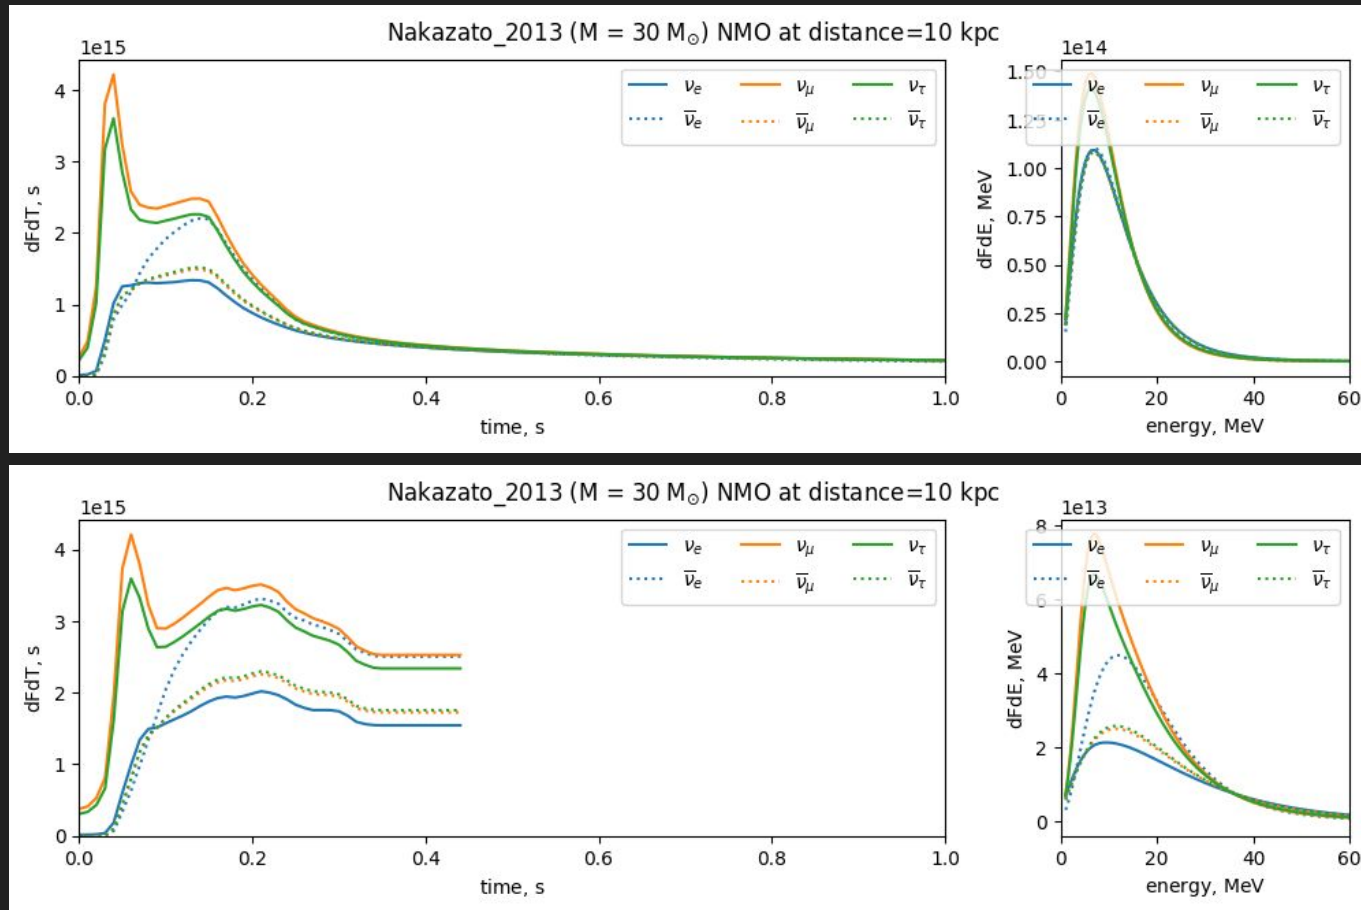 Nakazato_2013 (M = 30 M☉) NMO at distance=10 kpc
1e15
dFdT, s
4
3
2
1
0
0.0 0.2 0.4 0.6 0.8 1.0
time, s
νe νμ ντ
ν̅e ν̅μ ν̅τ
1e14
dFdE, MeV
1.50
1.25
1.00
0.75
0.50
0.25
0.00
0 20 40 60
energy, MeV
νe νμ ντ
ν̅e ν̅μ ν̅τ
Nakazato_2013 (M = 30 M☉) NMO at distance=10 kpc
1e15
dFdT, s
4
3
2
1
0
0.0 0.2 0.4 0.6 0.8 1.0
time, s
νe νμ ντ
ν̅e ν̅μ ν̅τ
1e13
dFdE, MeV
8
6
4
2
0
0 20 40 60
energy, MeV
νe νμ ντ
ν̅e ν̅μ ν̅τ